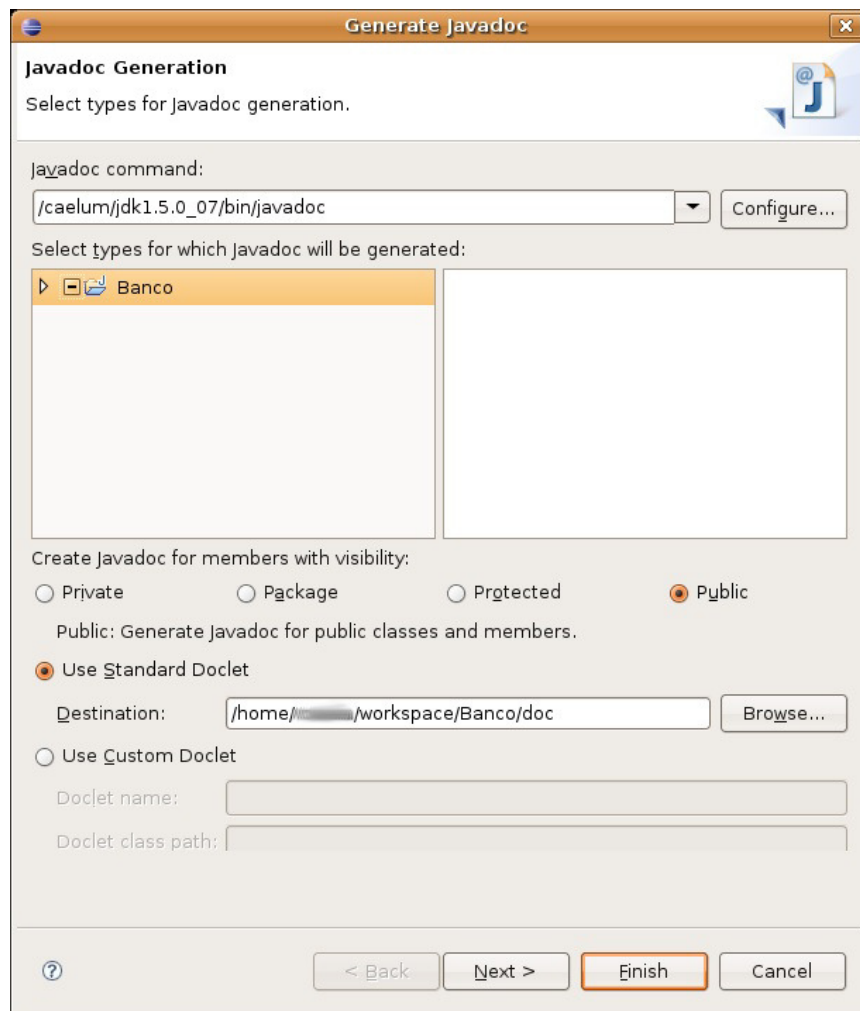 Generate Javadoc
Javadoc Generation
Select types for Javadoc generation.
Javadoc command:
/caelum/jdk1.5.0_07/bin/javadoc
Configure...
Select types for which Javadoc will be generated:
Banco
Create Javadoc for members with visibility:
Private Package Protected Public
Public: Generate Javadoc for public classes and members.
Use Standard Doclet
Destination: /home/ /workspace/Banco/doc Browse...
Use Custom Doclet
Doclet name:
Doclet class path:
< Back Next > Finish Cancel